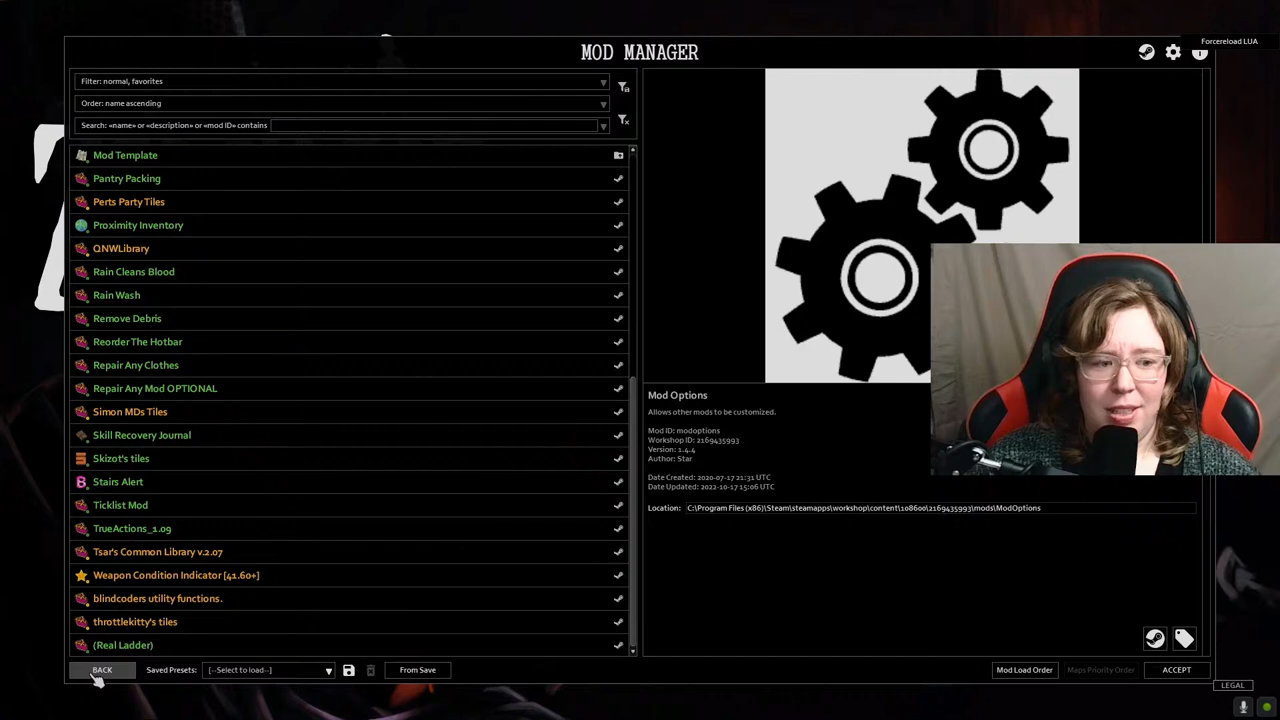 Forcereload LUA
MOD MANAGER
Filter: normal, favorites
Order: name ascending
Search: «name» or «description» or «mod ID» contains
Mod Template
Pantry Packing
Perts Party Tiles
Proximity Inventory
QNWLibrary
Rain Cleans Blood
Rain Wash
Remove Debris
Reorder The Hotbar
Repair Any Clothes
Repair Any Mod OPTIONAL
Simon MDs Tiles
Skill Recovery Journal
Skizot's tiles
Stairs Alert
Ticklist Mod
TrueActions_1.09
Tsar's Common Library v.2.07
Weapon Condition Indicator [41.60+]
blindcoders utility functions.
throttlekitty's tiles
(Real Ladder)
Mod Options
Allows other mods to be customized.
Mod ID: modoptions
Workshop ID: 2169435993
Version: 1.4.4
Author: Star
Date Created: 2020-07-17 21:31 UTC
Date Updated: 2022-10-17 15:06 UTC
Location: C:\Program Files (x86)\Steam\steamapps\workshop\content\108600\2169435993\mods\ModOptions
BACK
Saved Presets: [--Select to load--]
From Save
Mod Load Order
Maps Priority Order
ACCEPT
LEGAL